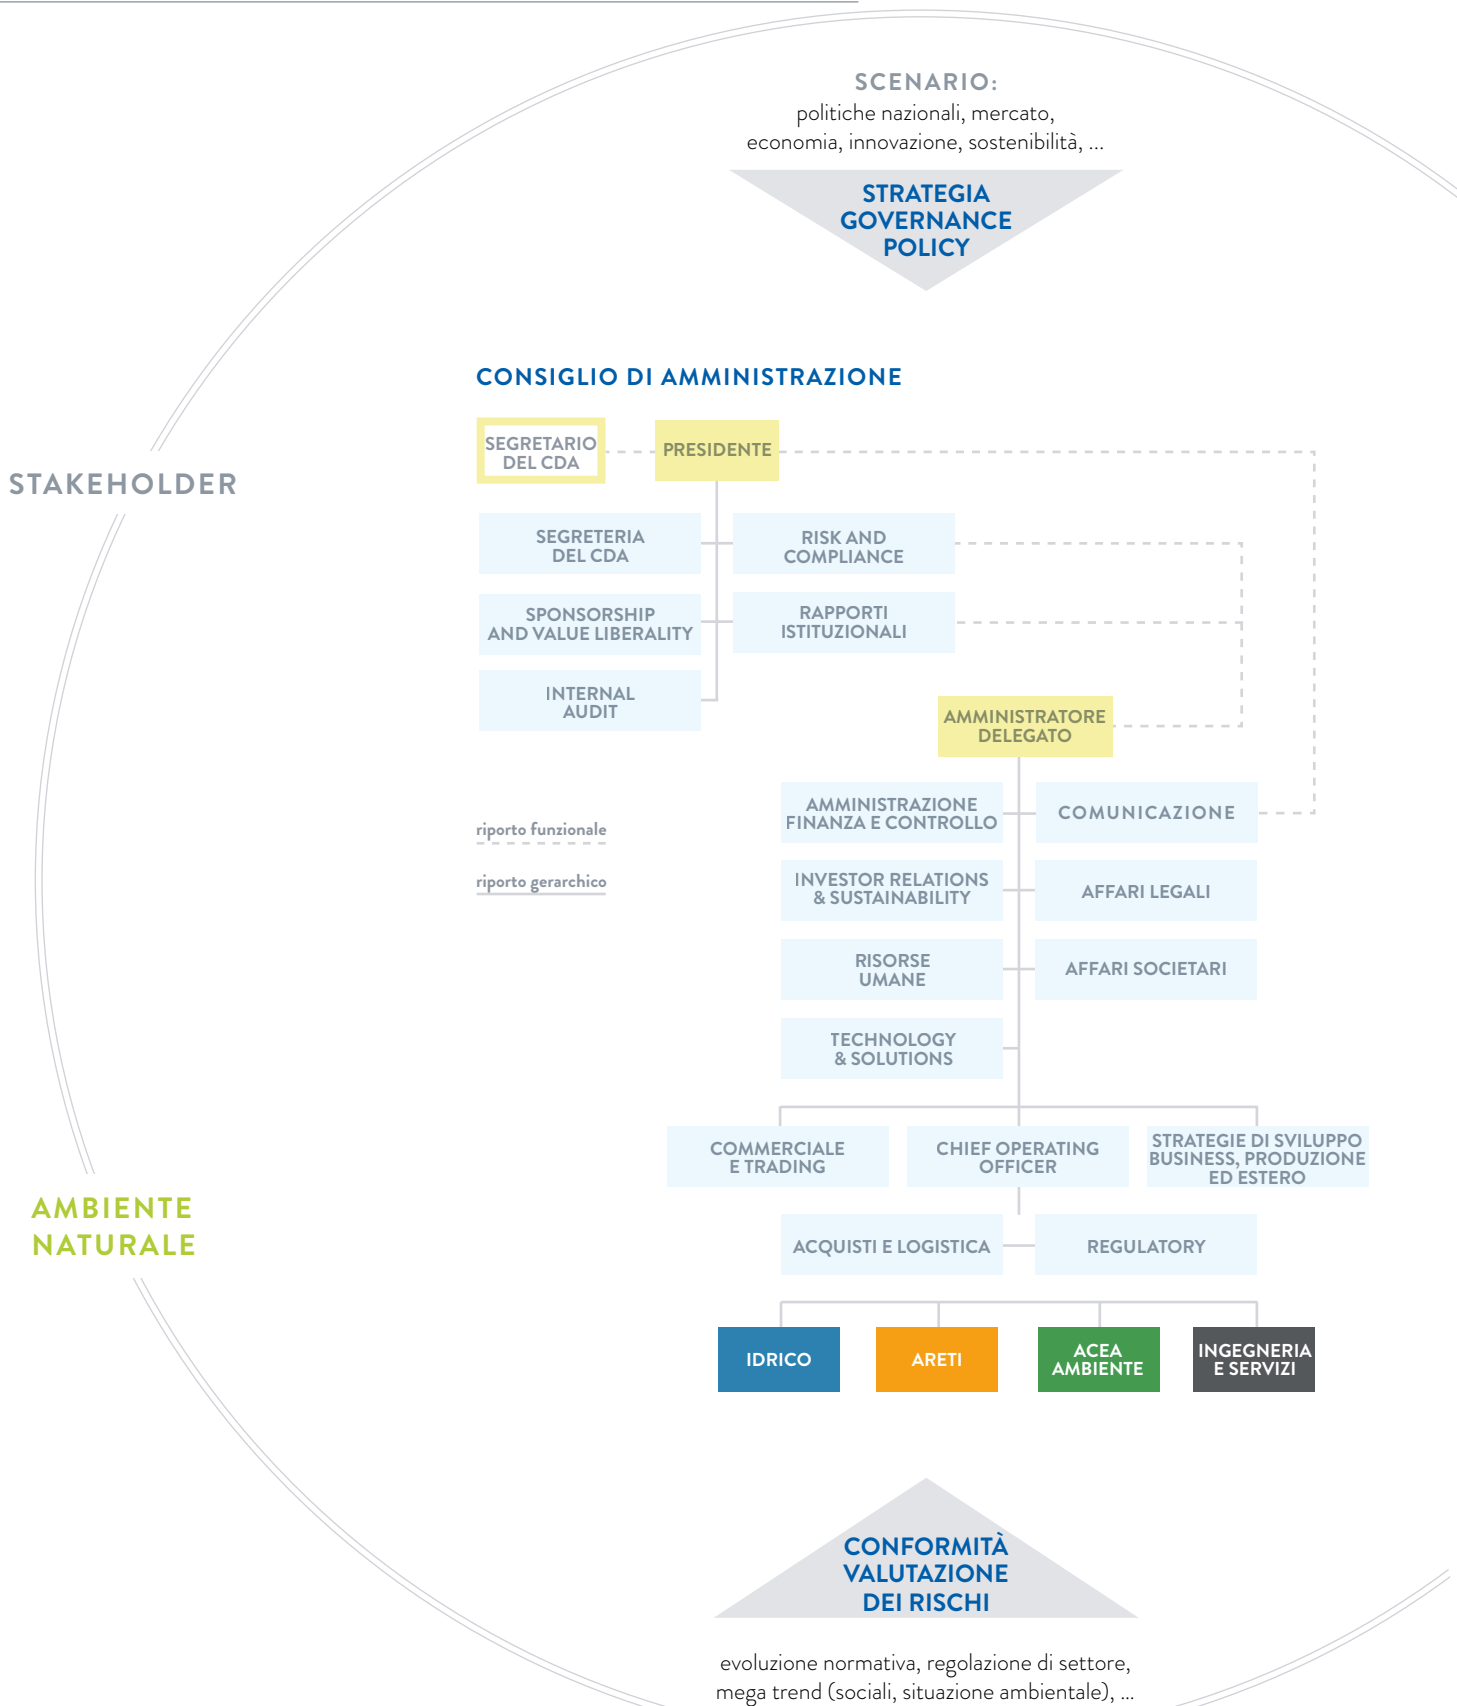 SCENARIO:
politiche nazionali, mercato,
economia, innovazione, sostenibilità, ...
STRATEGIA
GOVERNANCE
POLICY
CONSIGLIO DI AMMINISTRAZIONE
SEGRETARIO
DEL CDA
PRESIDENTE
STAKEHOLDER
SEGRETERIA
DEL CDA
RISK AND
COMPLIANCE
SPONSORSHIP
AND VALUE LIBERALITY
RAPPORTI
ISTITUZIONALI
INTERNAL
AUDIT
AMMINISTRATORE
DELEGATO
riporto funzionale
riporto gerarchico
AMMINISTRAZIONE
FINANZA E CONTROLLO
COMUNICAZIONE
INVESTOR RELATIONS
& SUSTAINABILITY
AFFARI LEGALI
RISORSE
UMANE
AFFARI SOCIETARI
TECHNOLOGY
& SOLUTIONS
COMMERCIALE
E TRADING
CHIEF OPERATING
OFFICER
STRATEGIE DI SVILUPPO
BUSINESS, PRODUZIONE
ED ESTERO
AMBIENTE
NATURALE
ACQUISTI E LOGISTICA
REGULATORY
IDRICO
ARETI
ACEA
AMBIENTE
INGEGNERIA
E SERVIZI
CONFORMITÀ
VALUTAZIONE
DEI RISCHI
evoluzione normativa, regolazione di settore,
mega trend (sociali, situazione ambientale), ...